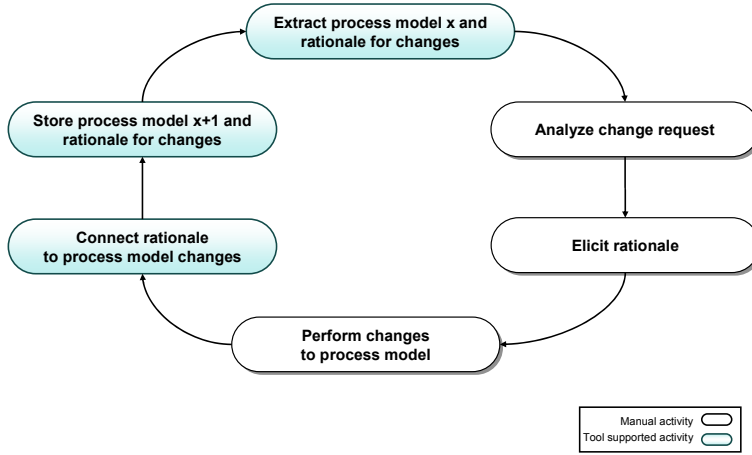 Extract process model x and
rationale for changes
Store process model x+1 and
rationale for changes
Analyze change request
Connect rationale
to process model changes
Elicit rationale
Perform changes
to process model
Manual activity
Tool supported activity